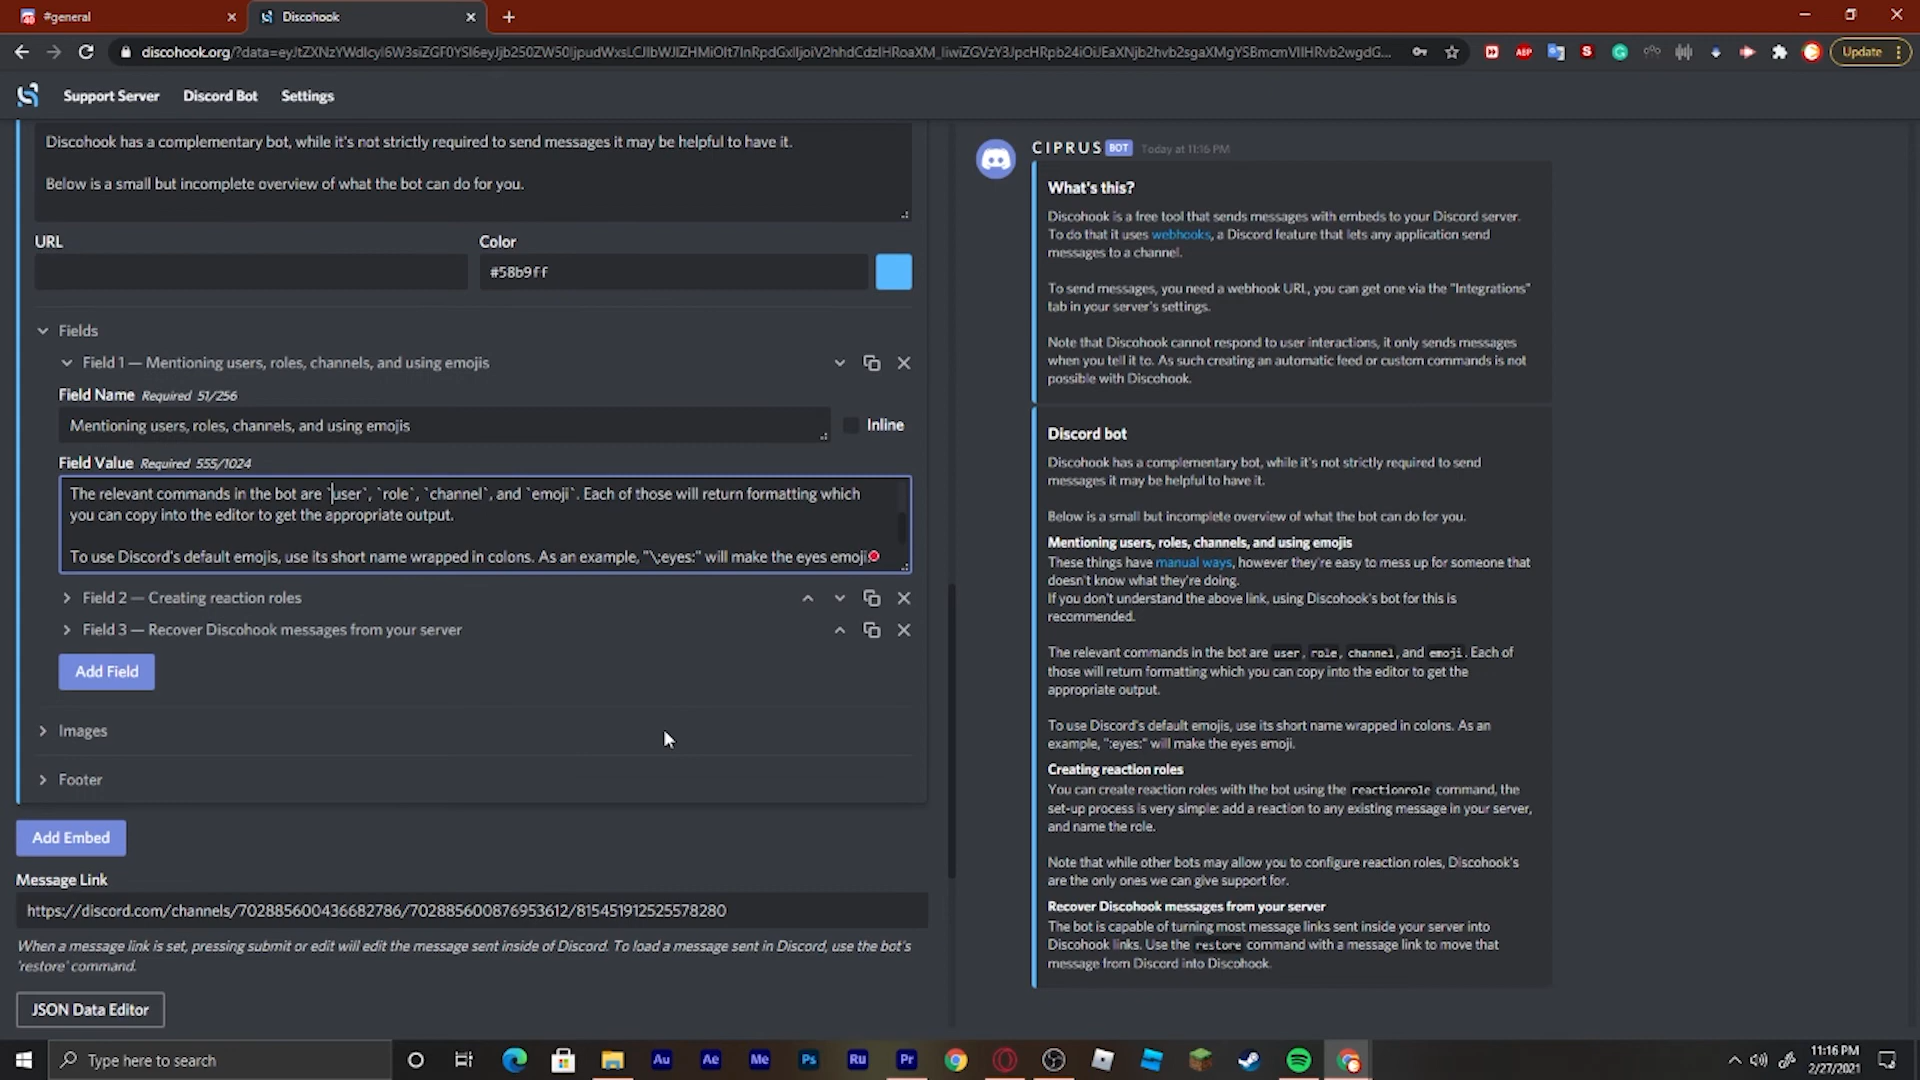 #general
Discohook
Update
Support Server
Discord Bot
Settings
Discohook has a complementary bot, while it's not strictly required to send messages it may be helpful to have it.
Below is a small but incomplete overview of what the bot can do for you.
URL
Color
#58b9ff
Fields
Field 1 — Mentioning users, roles, channels, and using emojis
Field Name Required 51/256
Mentioning users, roles, channels, and using emojis
Inline
Field Value Required 555/1024
The relevant commands in the bot are `user`, `role`, `channel`, and `emoji`. Each of those will return formatting which
you can copy into the editor to get the appropriate output.
To use Discord's default emojis, use its short name wrapped in colons. As an example, "\:eyes:" will make the eyes emoji.
Field 2 — Creating reaction roles
Field 3 — Recover Discohook messages from your server
Add Field
Images
Footer
Add Embed
Message Link
https://discord.com/channels/702885600436682786/702885600876953612/815451912525578280
When a message link is set, pressing submit or edit will edit the message sent inside of Discord. To load a message sent in Discord, use the bot's
'restore' command.
JSON Data Editor
CIPRUS BOT Today at 11:16 PM
What's this?
Discohook is a free tool that sends messages with embeds to your Discord server.
To do that it uses webhooks, a Discord feature that lets any application send
messages to a channel.
To send messages, you need a webhook URL, you can get one via the "Integrations"
tab in your server's settings.
Note that Discohook cannot respond to user interactions, it only sends messages
when you tell it to. As such creating an automatic feed or custom commands is not
possible with Discohook.
Discord bot
Discohook has a complementary bot, while it's not strictly required to send
messages it may be helpful to have it.
Below is a small but incomplete overview of what the bot can do for you.
Mentioning users, roles, channels, and using emojis
These things have manual ways, however they're easy to mess up for someone that
doesn't know what they're doing.
If you don't understand the above link, using Discohook's bot for this is
recommended.
The relevant commands in the bot are user, role, channel, and emoji. Each of
those will return formatting which you can copy into the editor to get the
appropriate output.
To use Discord's default emojis, use its short name wrapped in colons. As an
example, ":eyes:" will make the eyes emoji.
Creating reaction roles
You can create reaction roles with the bot using the reactionrole command, the
set-up process is very simple: add a reaction to any existing message in your server,
and name the role.
Note that while other bots may allow you to configure reaction roles, Discohook's
are the only ones we can give support for.
Recover Discohook messages from your server
The bot is capable of turning most message links sent inside your server into
Discohook links. Use the restore command with a message link to move that
message from Discord into Discohook.
Type here to search
Au Ae Me Ps Ru Pr
11:16 PM
2/27/2021